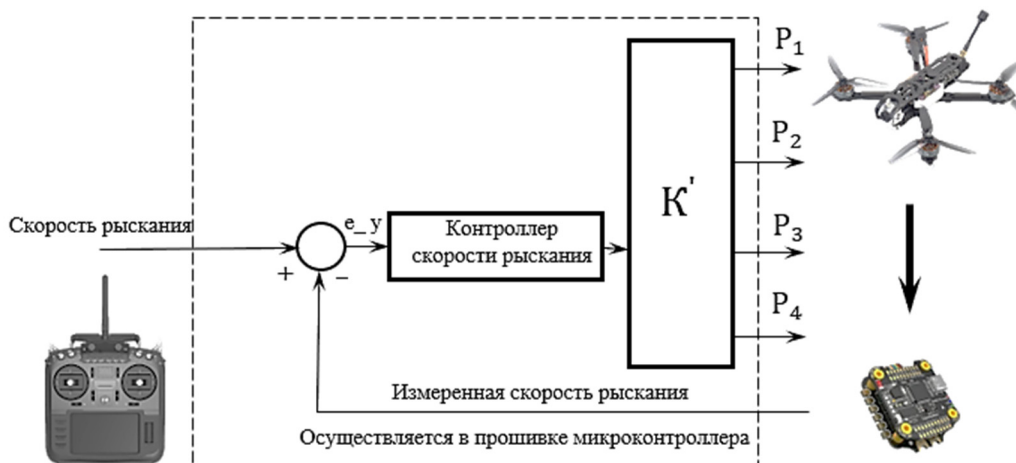 P₁
P₂
K'
Скорость рыскания
e_y
Контроллер
скорости рыскания
P₃
+
−
P₄
Измеренная скорость рыскания
Осуществляется в прошивке микроконтроллера